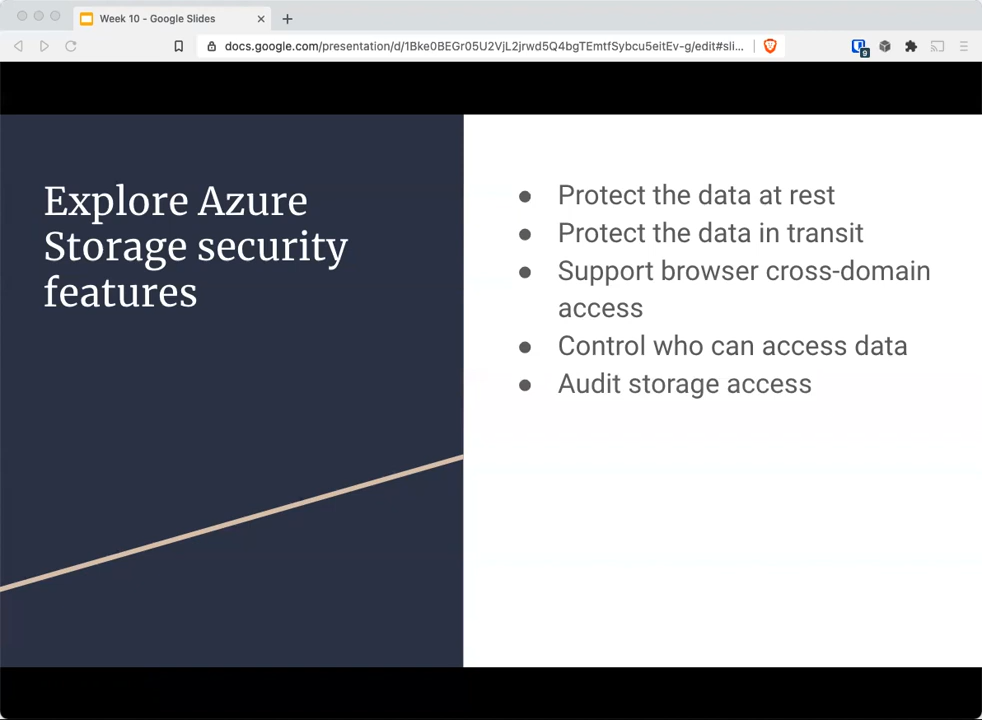 Week 10 - Google Slides
docs.google.com/presentation/d/1Bke0BEGr05U2VjL2jrwd5Q4bgTEmtfSybcu5eitEv-g/edit#sli...
9
Explore Azure
Storage security
features
● Protect the data at rest
● Protect the data in transit
● Support browser cross-domain
access
● Control who can access data
● Audit storage access